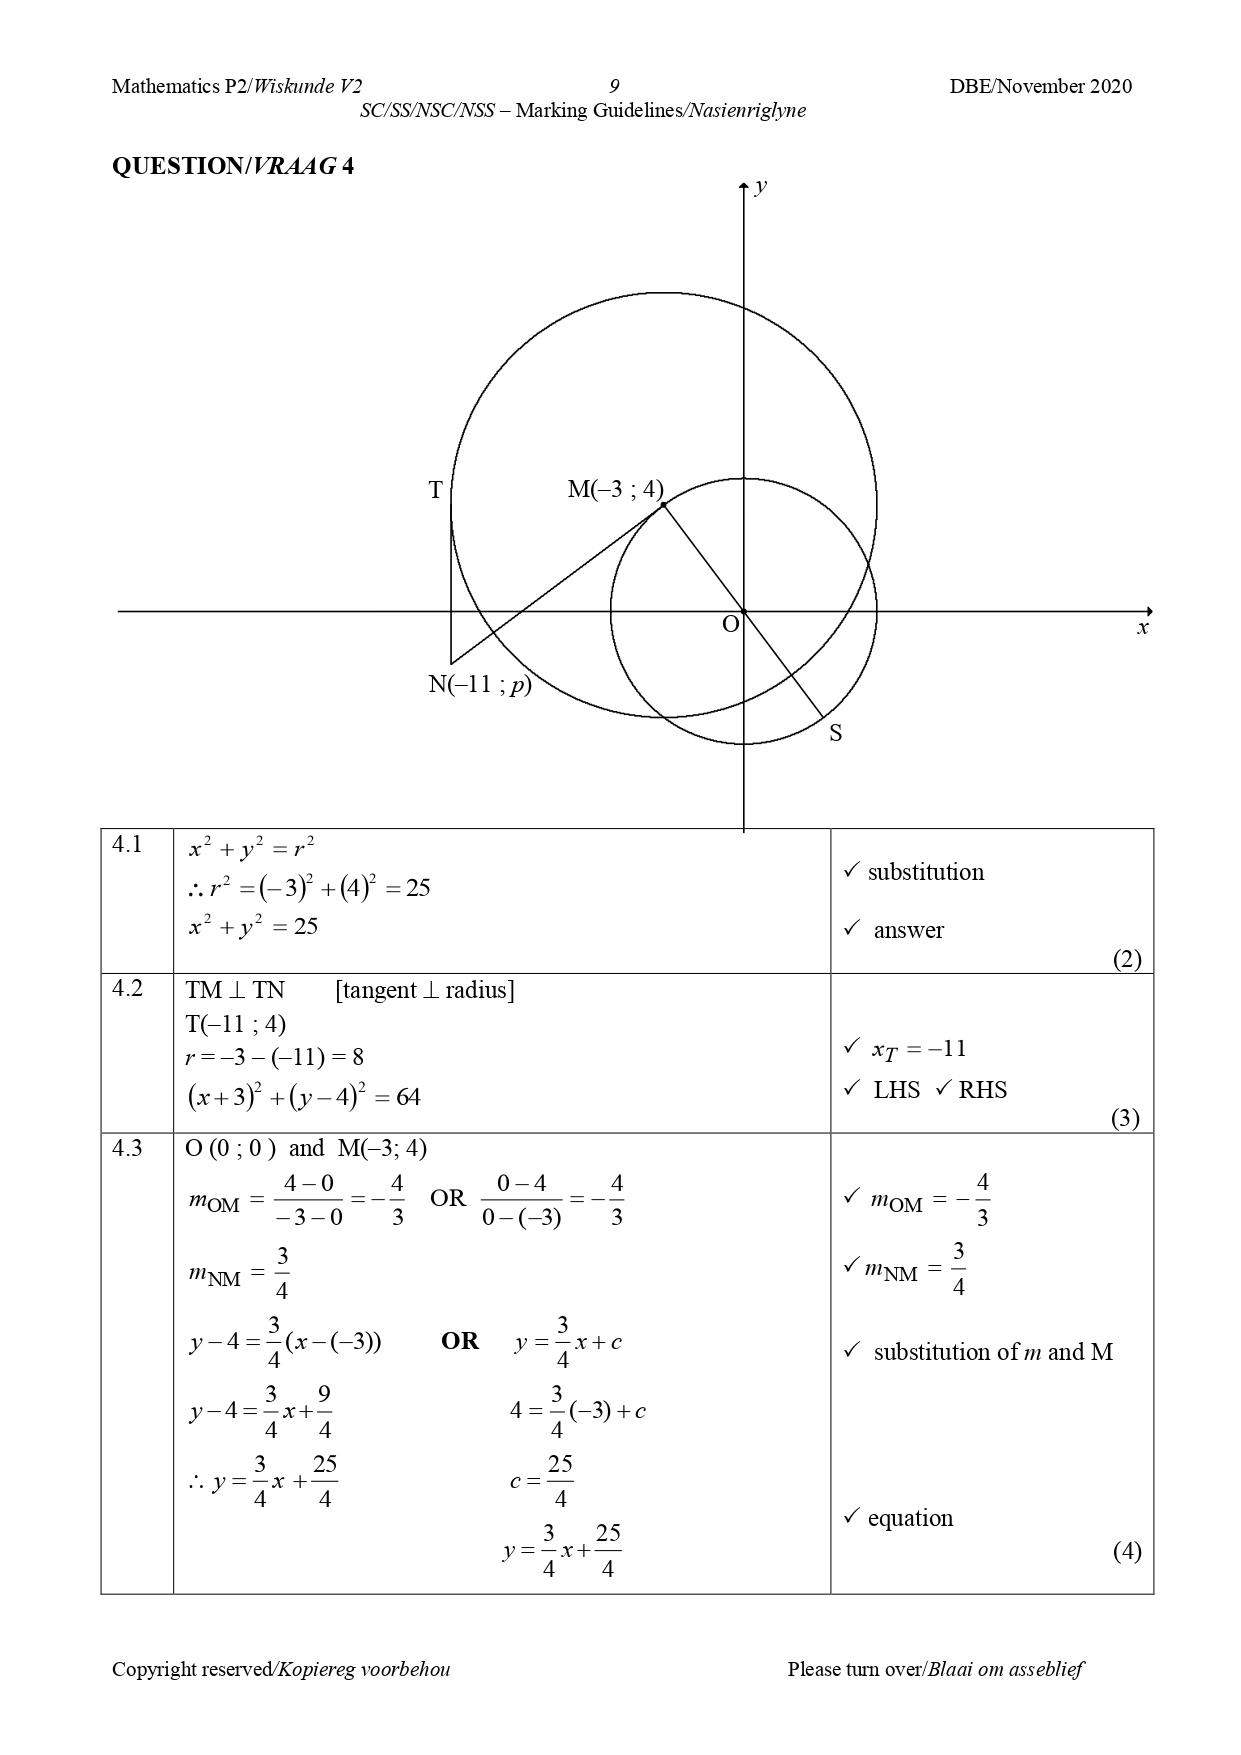 Mathematics P2/Wiskunde V2 9 DBE/November 2020
SC/SS/NSC/NSS – Marking Guidelines/Nasienriglyne
QUESTION/VRAAG 4
y
T
M(–3 ; 4)
O
x
N(–11 ; p)
S
4.1
x² + y² = r²
∴ r² = (–3)² + (4)² = 25
x² + y² = 25
✓ substitution
✓ answer
(2)
4.2
TM ⊥ TN [tangent ⊥ radius]
T(–11 ; 4)
r = –3 – (–11) = 8
(x + 3)² + (y – 4)² = 64
✓ x_T = –11
✓ LHS ✓ RHS
(3)
4.3
O (0 ; 0 ) and M(–3; 4)
m_OM = (4 – 0)/(–3 – 0) = –4/3 OR (0 – 4)/(0 – (–3)) = –4/3
m_NM = 3/4
y – 4 = 3/4(x – (–3)) OR y = 3/4 x + c
y – 4 = 3/4 x + 9/4 4 = 3/4(–3) + c
∴ y = 3/4 x + 25/4 c = 25/4
y = 3/4 x + 25/4
✓ m_OM = –4/3
✓ m_NM = 3/4
✓ substitution of m and M
✓ equation
(4)
Copyright reserved/Kopiereg voorbehou Please turn over/Blaai om asseblief